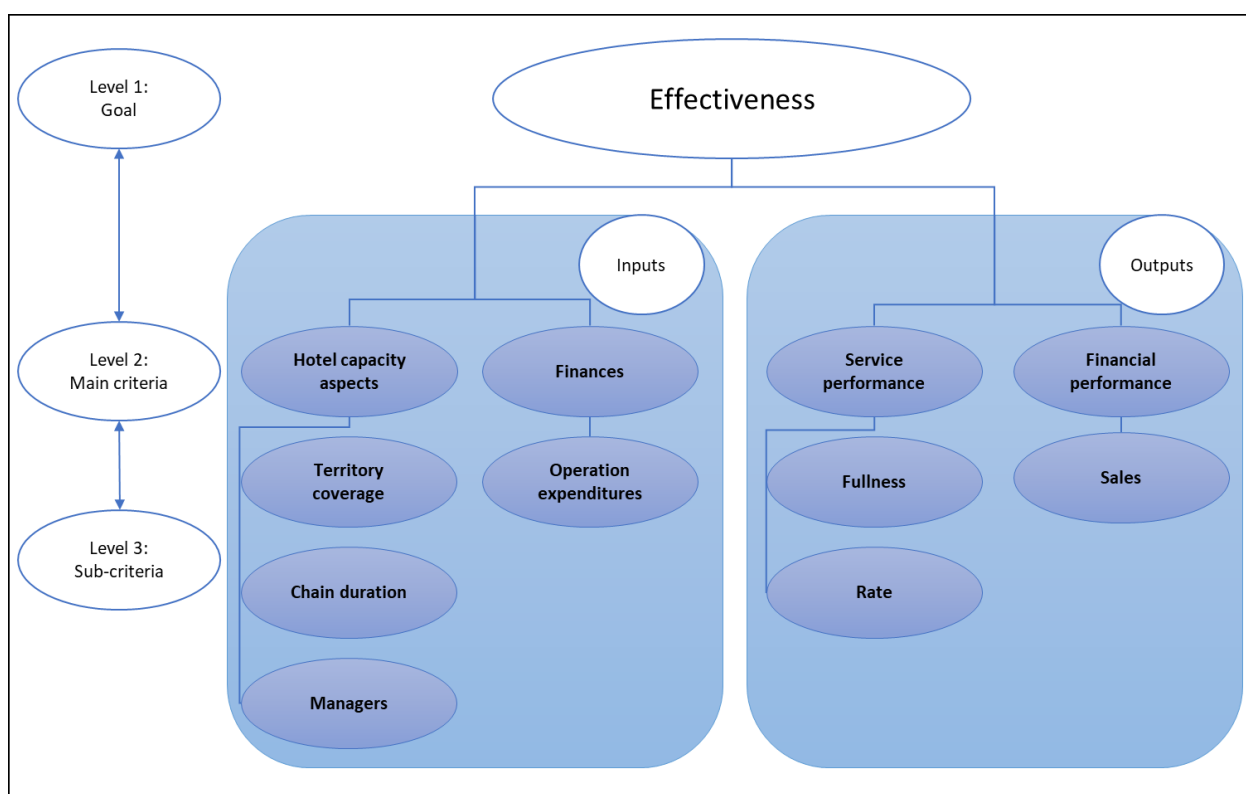 Level 1:
Goal
Effectiveness
Inputs
Outputs
Level 2:
Main criteria
Hotel capacity
aspects
Finances
Service
performance
Financial
performance
Territory
coverage
Operation
expenditures
Fullness
Sales
Level 3:
Sub-criteria
Chain duration
Rate
Managers